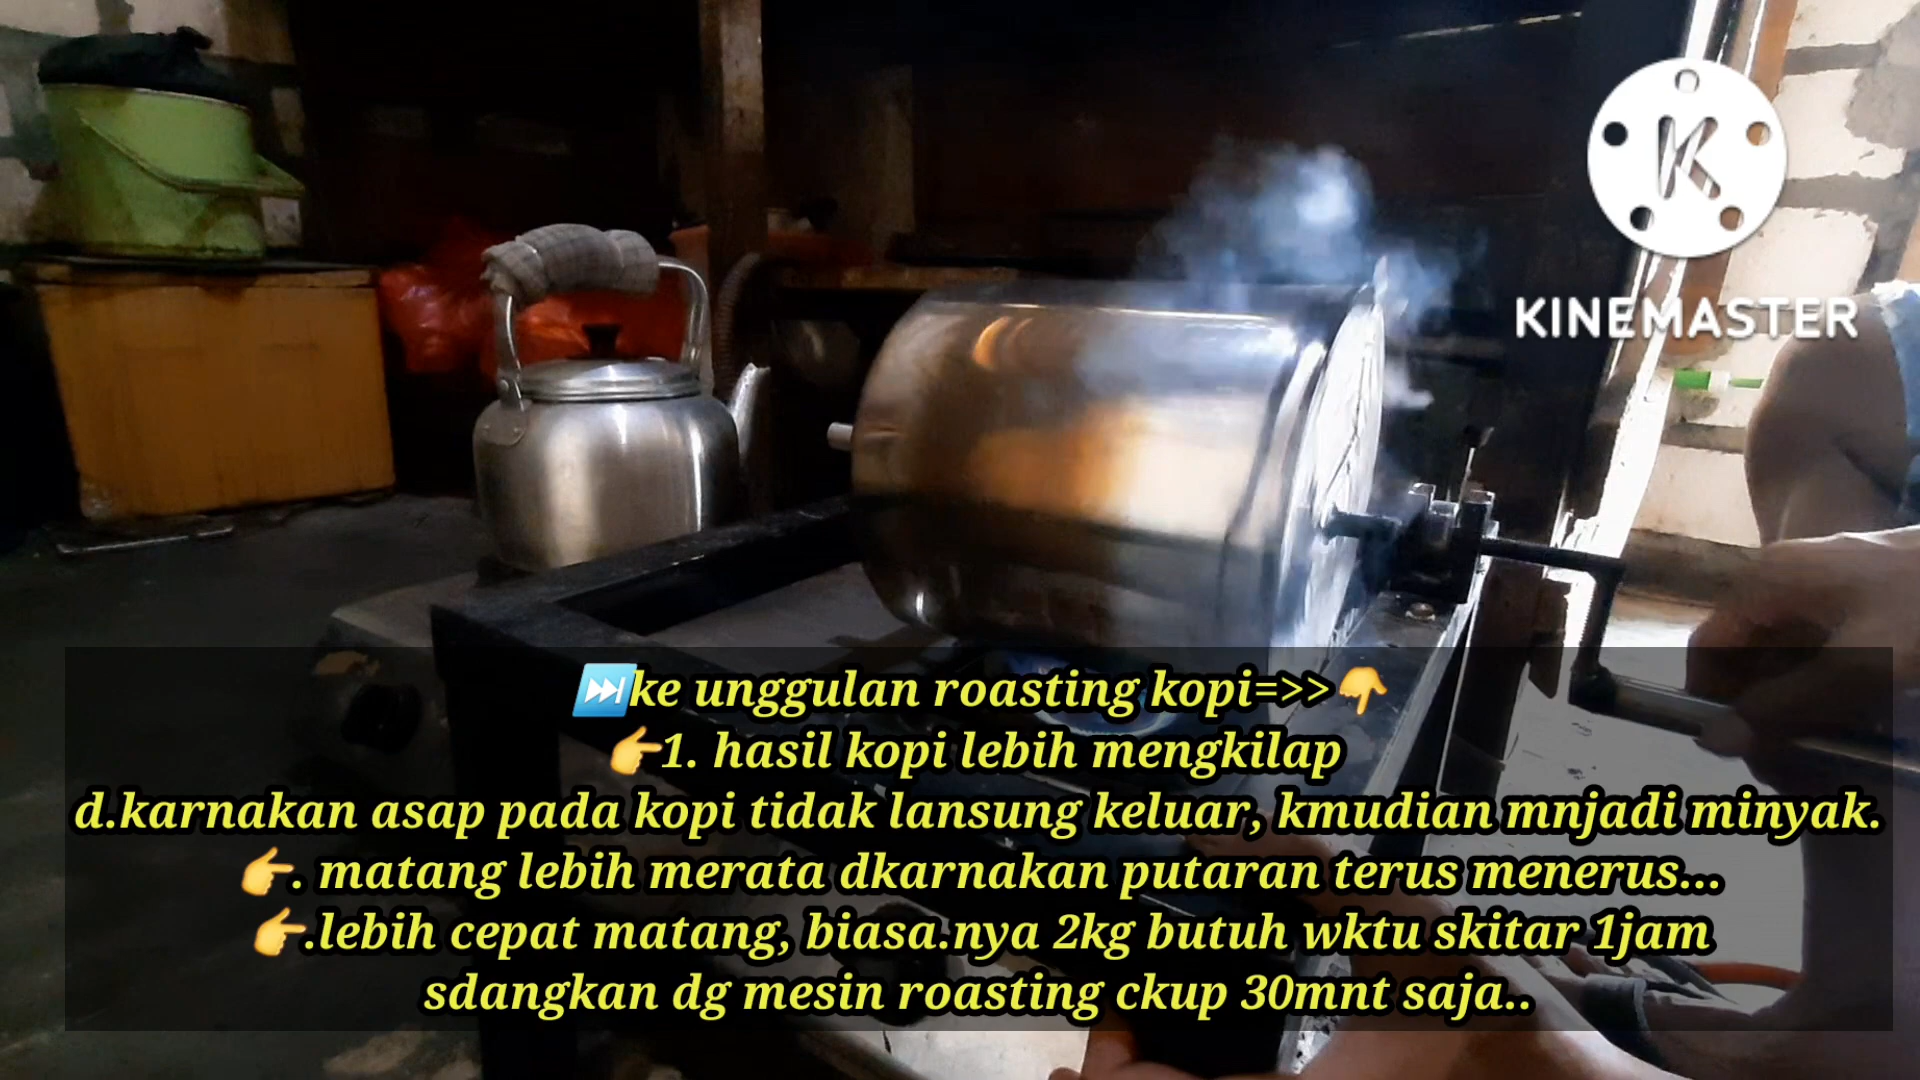 KINEMASTER
⏭️ke unggulan roasting kopi=>>👇
👉1. hasil kopi lebih mengkilap
d.karnakan asap pada kopi tidak lansung keluar, kmudian mnjadi minyak.
👉. matang lebih merata dkarnakan putaran terus menerus...
👉.lebih cepat matang, biasa.nya 2kg butuh wktu skitar 1jam
sdangkan dg mesin roasting ckup 30mnt saja..